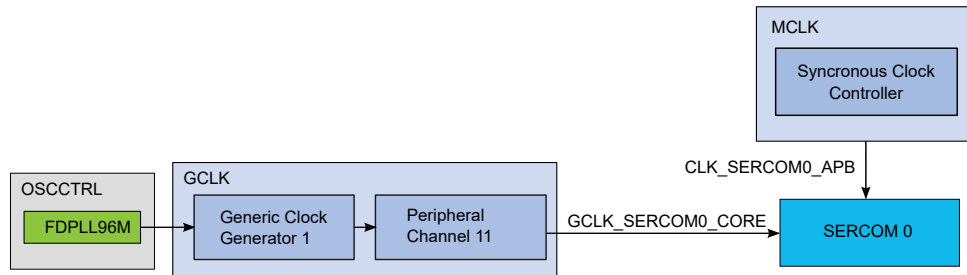 MCLK
Syncronous Clock
Controller
CLK_SERCOM0_APB
OSCCTRL
FDPLL96M
GCLK
Generic Clock
Generator 1
Peripheral
Channel 11
GCLK_SERCOM0_CORE
SERCOM 0